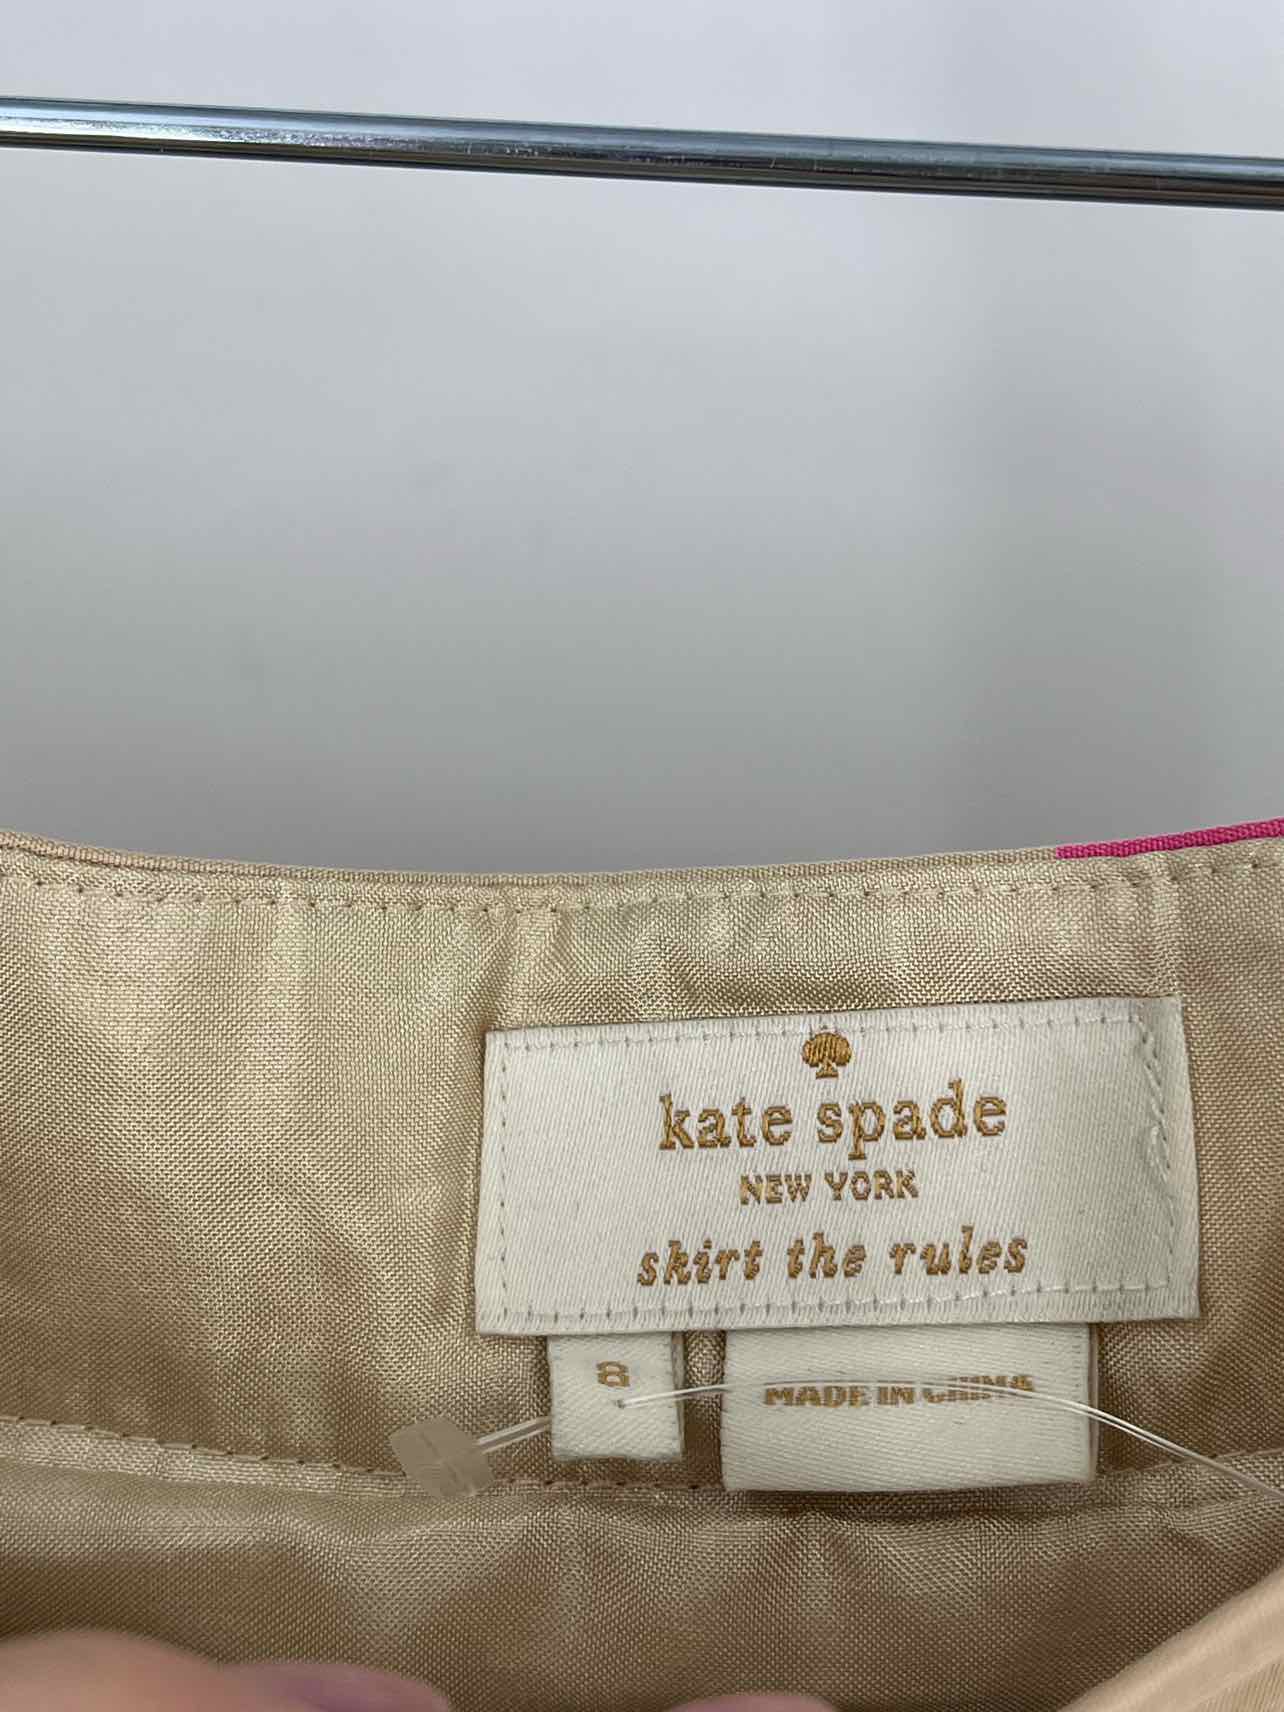 kate spade
NEW YORK
skirt the rules
8
MADE IN CHINA